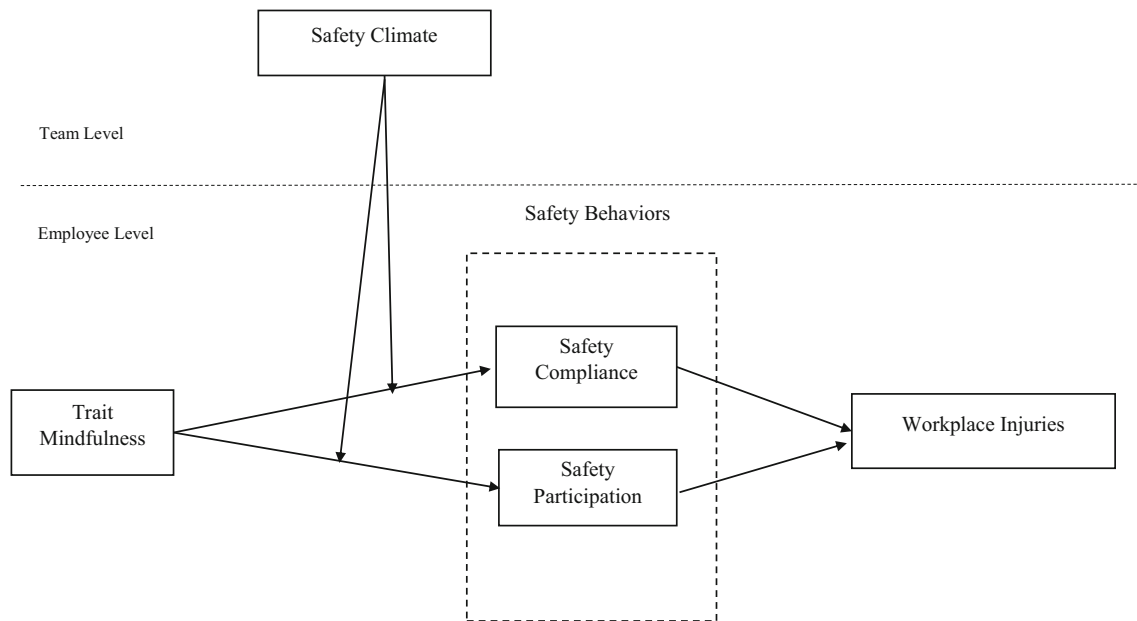 Safety Climate
Team Level
Safety Behaviors
Employee Level
Safety
Compliance
Trait
Mindfulness
Workplace Injuries
Safety
Participation